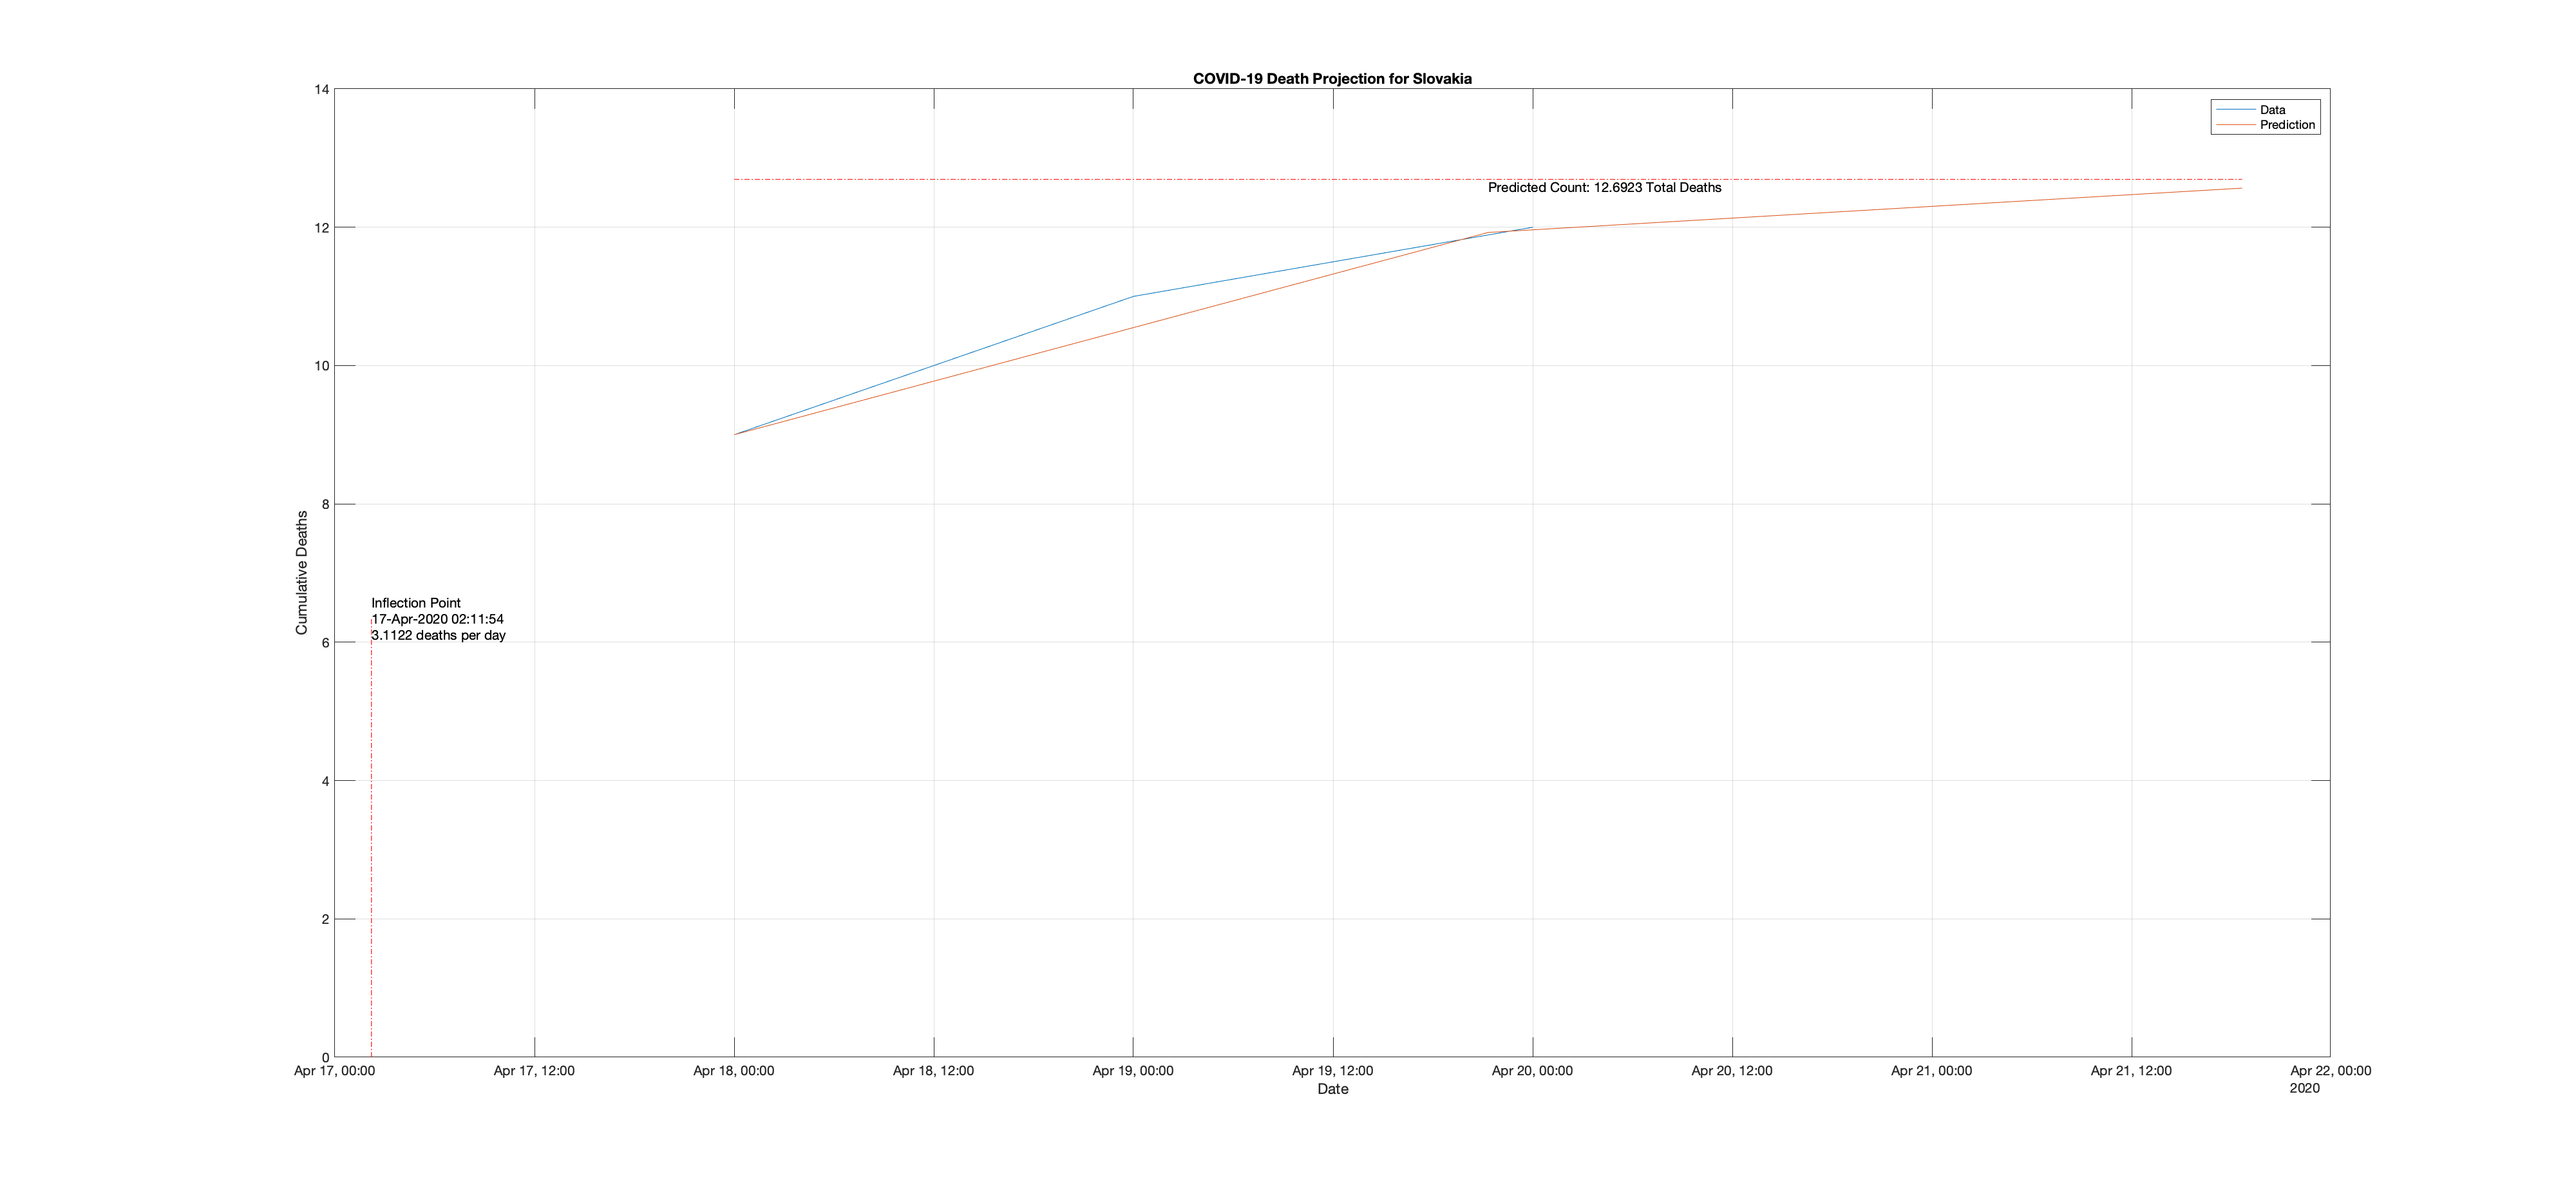 COVID-19 Death Projection for Slovakia
14
12
10
8
6
4
2
0
Cumulative Deaths
Data
Prediction
Predicted Count: 12.6923 Total Deaths
Inflection Point
17-Apr-2020 02:11:54
3.1122 deaths per day
Apr 17, 00:00
Apr 17, 12:00
Apr 18, 00:00
Apr 18, 12:00
Apr 19, 00:00
Apr 19, 12:00
Apr 20, 00:00
Apr 20, 12:00
Apr 21, 00:00
Apr 21, 12:00
Apr 22, 00:00
2020
Date